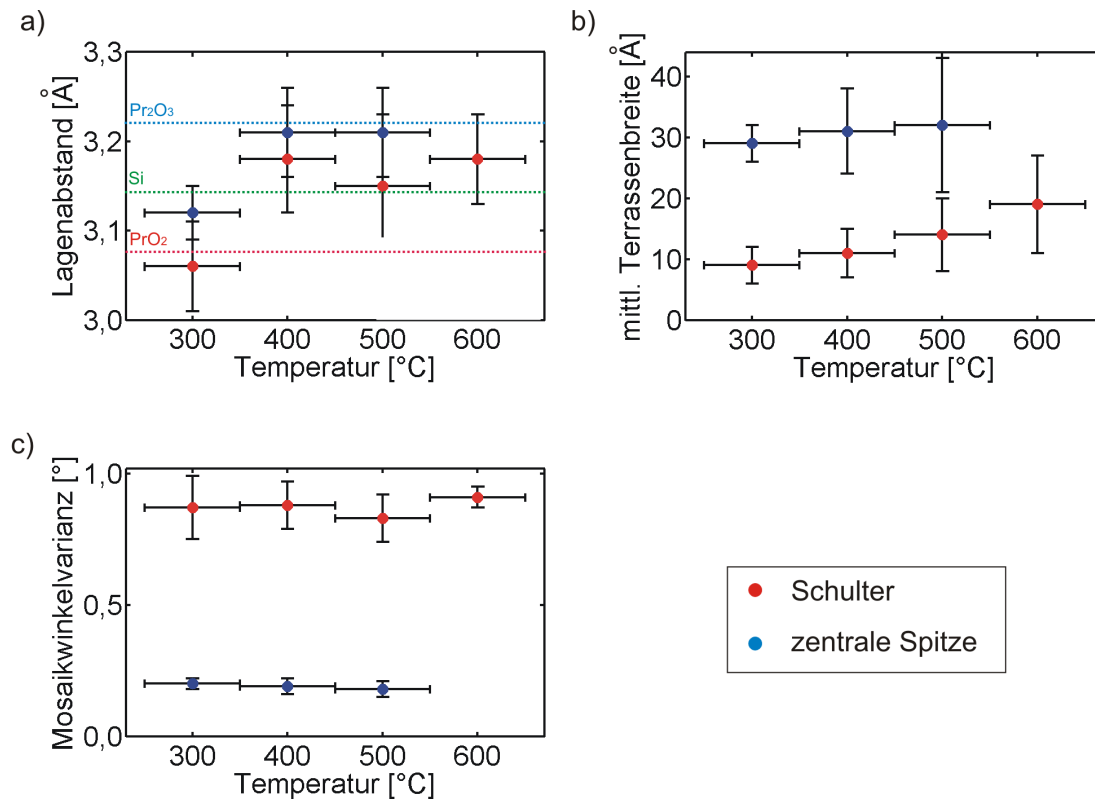 a)
Lagenabstand [Å]
3,3
3,2
3,1
3,0
Pr₂O₃
Si
PrO₂
300 400 500 600
Temperatur [°C]
b)
mittl. Terrassenbreite [Å]
40
30
20
10
0
300 400 500 600
Temperatur [°C]
c)
Mosaikwinkelvarianz [°]
1,0
0,5
0,0
300 400 500 600
Temperatur [°C]
Schulter
zentrale Spitze